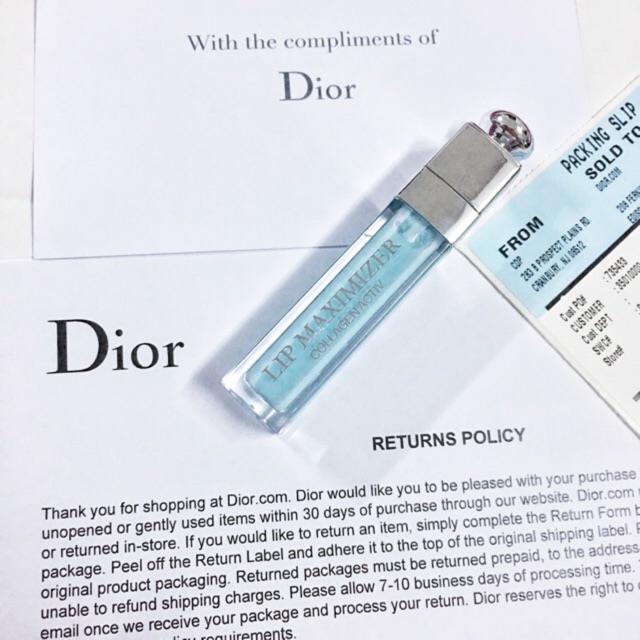 With the compliments of
Dior
PACKING SLIP
SOLD TO
DIOR.COM
FROM
CDP
283 B PROSPECT PLAINS RD.
CRANBURY, NJ 08512
Cust PO#
CUSTOMER
Cust DEPT
SWC#
Store#
LIP MAXIMIZER
COLLAGEN ACTIV
Dior
RETURNS POLICY
Thank you for shopping at Dior.com. Dior would like you to be pleased with your purchase
unopened or gently used items within 30 days of purchase through our website. Dior.com
or returned in-store. If you would like to return an item, simply complete the Return Form
package. Peel off the Return Label and adhere it to the top of the original shipping label.
original product packaging. Returned packages must be returned prepaid, to the address
unable to refund shipping charges. Please allow 7-10 business days of processing time.
email once we receive your package and process your return. Dior reserves the right to
requirements.